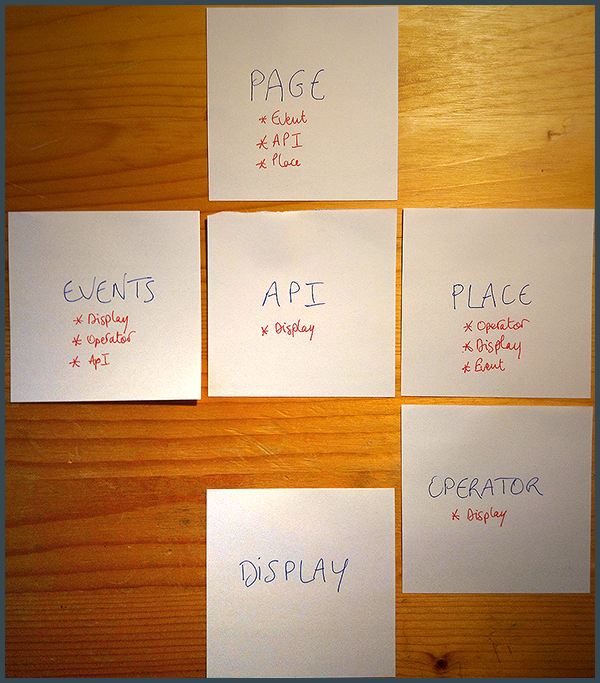 PAGE
* Event
* API
* Place
EVENTS
* Display
* Operator
* ApI
API
* Display
PLACE
* Operator
* Display
* Event
OPERATOR
* Display
DiSPLAY